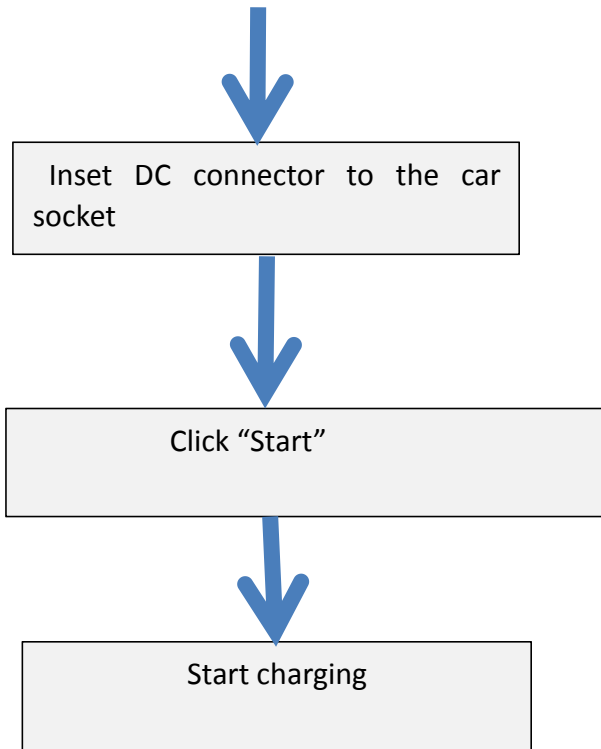 Inset DC connector to the car
socket
Click “Start”
Start charging